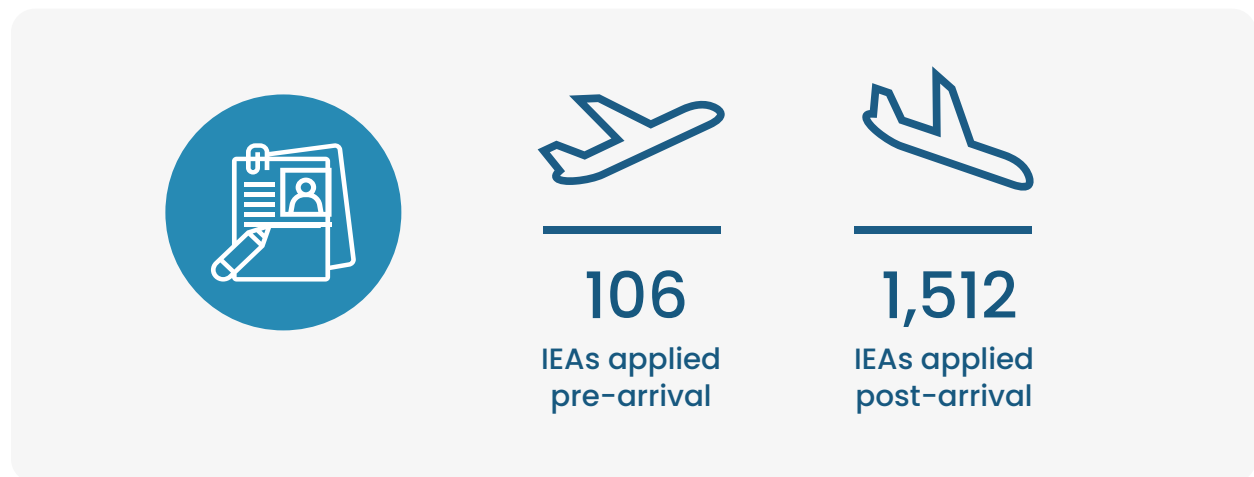 106
IEAs applied
pre-arrival
1,512
IEAs applied
post-arrival